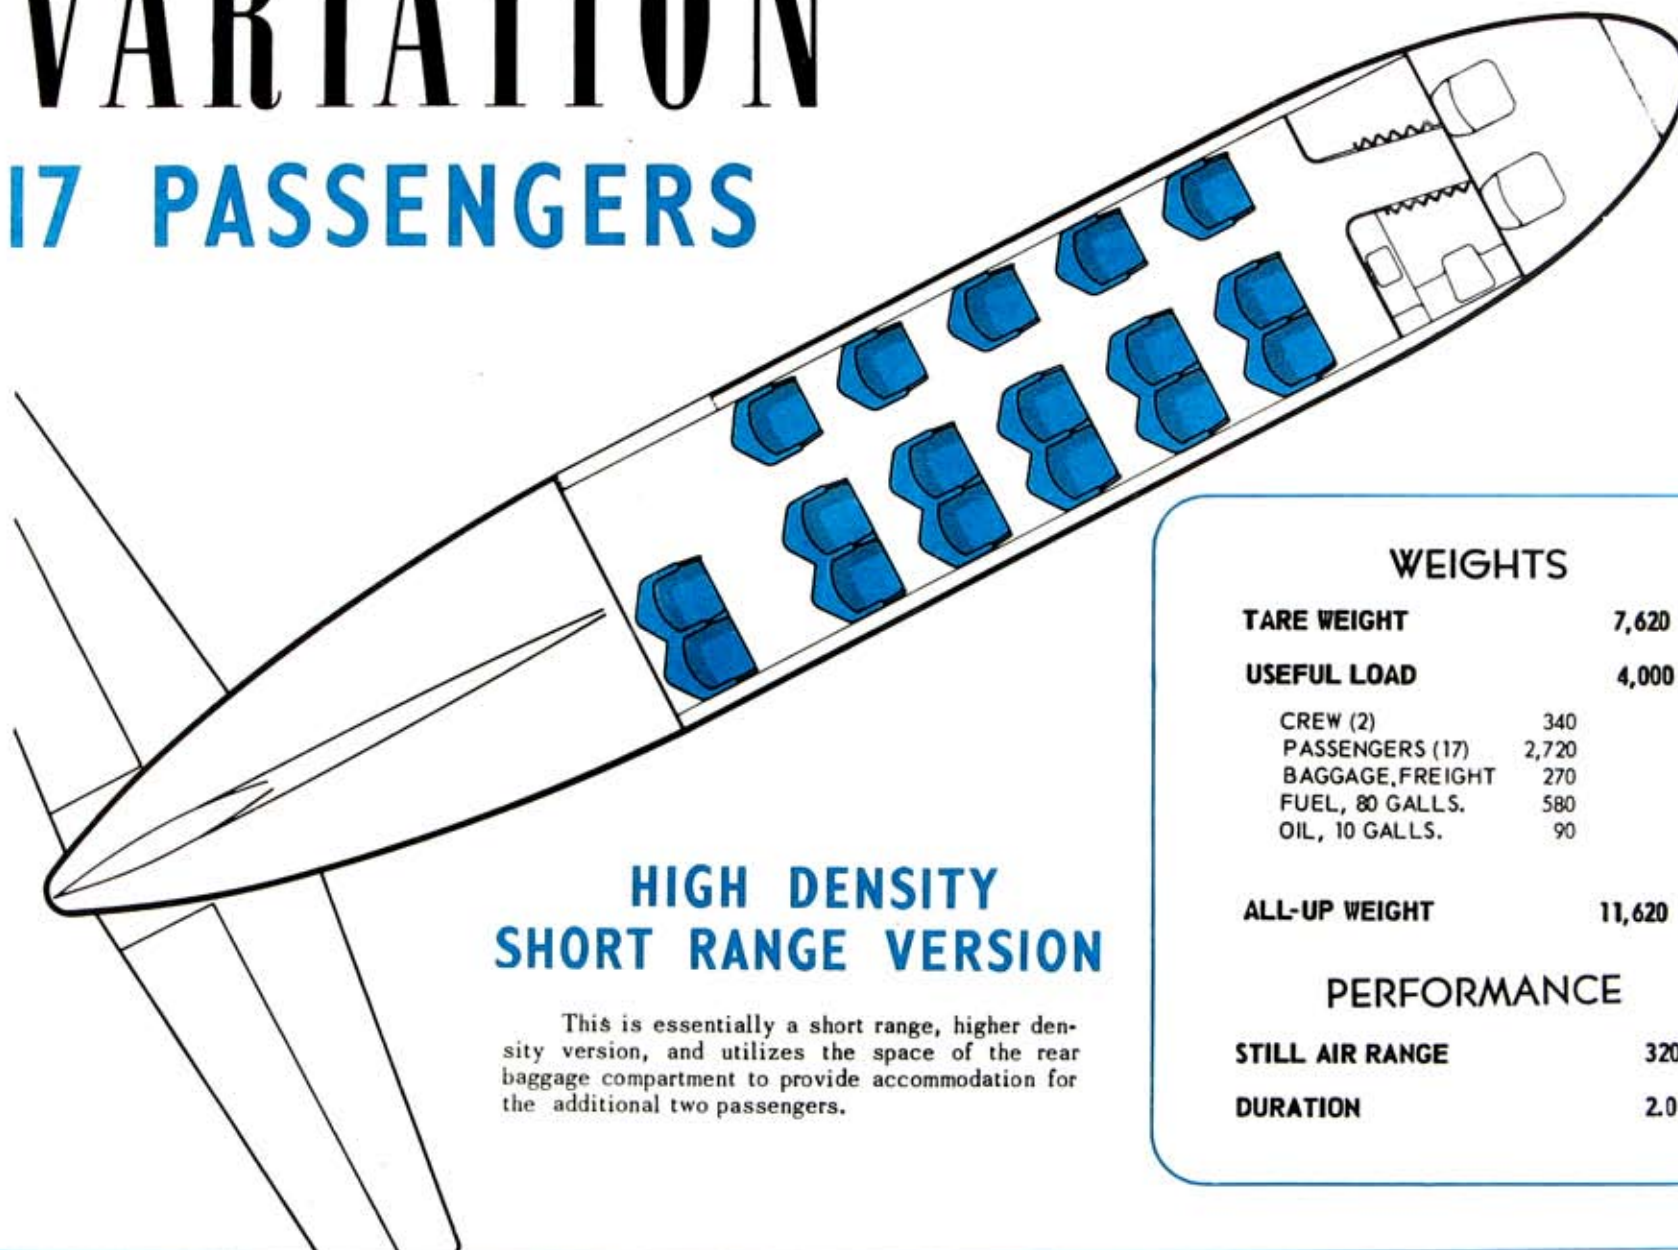 VARIATION
17 PASSENGERS
HIGH DENSITY
SHORT RANGE VERSION
This is essentially a short range, higher den-
sity version, and utilizes the space of the rear
baggage compartment to provide accommodation for
the additional two passengers.
WEIGHTS
TARE WEIGHT 7,620
USEFUL LOAD 4,000
CREW (2) 340
PASSENGERS (17) 2,720
BAGGAGE, FREIGHT 270
FUEL, 80 GALLS. 580
OIL, 10 GALLS. 90
ALL-UP WEIGHT 11,620
PERFORMANCE
STILL AIR RANGE 320
DURATION 2.0